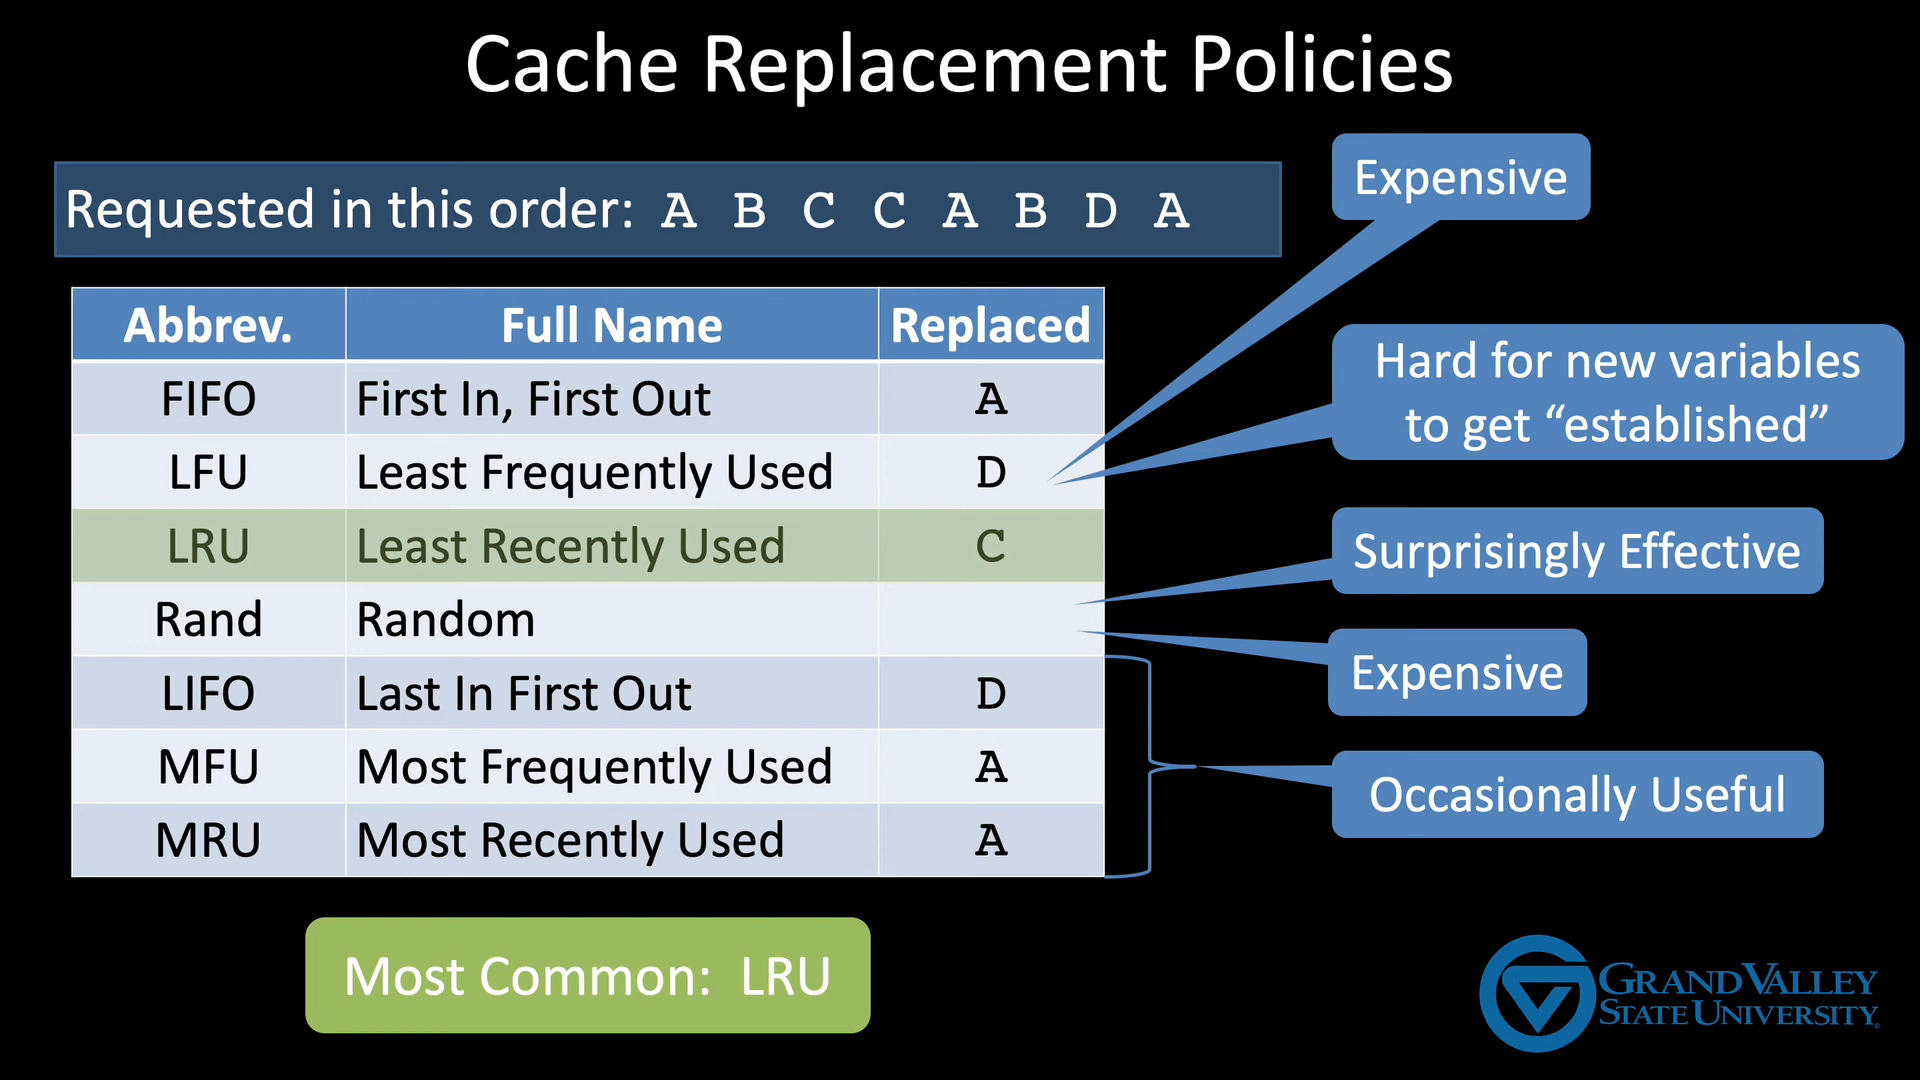 Cache Replacement Policies
Requested in this order: A B C C A B D A
Abbrev. Full Name Replaced
FIFO First In, First Out A
LFU Least Frequently Used D
LRU Least Recently Used C
Rand Random
LIFO Last In First Out D
MFU Most Frequently Used A
MRU Most Recently Used A
Expensive
Hard for new variables
to get “established”
Surprisingly Effective
Expensive
Occasionally Useful
Most Common: LRU
GRAND VALLEY
STATE UNIVERSITY